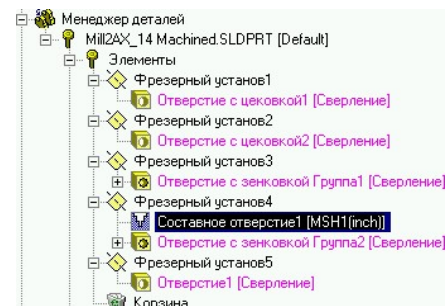 Менеджер деталей
Mill2AX_14 Machined.SLDPRT [Default]
Элементы
Фрезерный установ1
Отверстие с цековкой1 [Сверление]
Фрезерный установ2
Отверстие с цековкой2 [Сверление]
Фрезерный установ3
Отверстие с зенковкой Группа1 [Сверление]
Фрезерный установ4
Составное отверстие1 [MSH1(inch)]
Отверстие с зенковкой Группа2 [Сверление]
Фрезерный установ5
Отверстие1 [Сверление]
Корзина